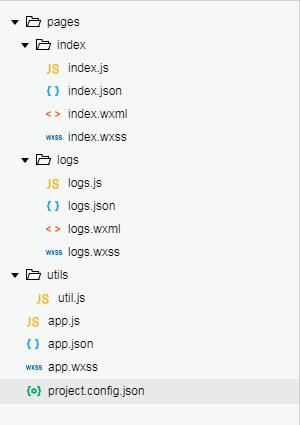 pages
index
JS index.js
{ } index.json
< > index.wxml
wxss index.wxss
logs
JS logs.js
{ } logs.json
< > logs.wxml
wxss logs.wxss
utils
JS util.js
JS app.js
{ } app.json
wxss app.wxss
{o} project.config.json